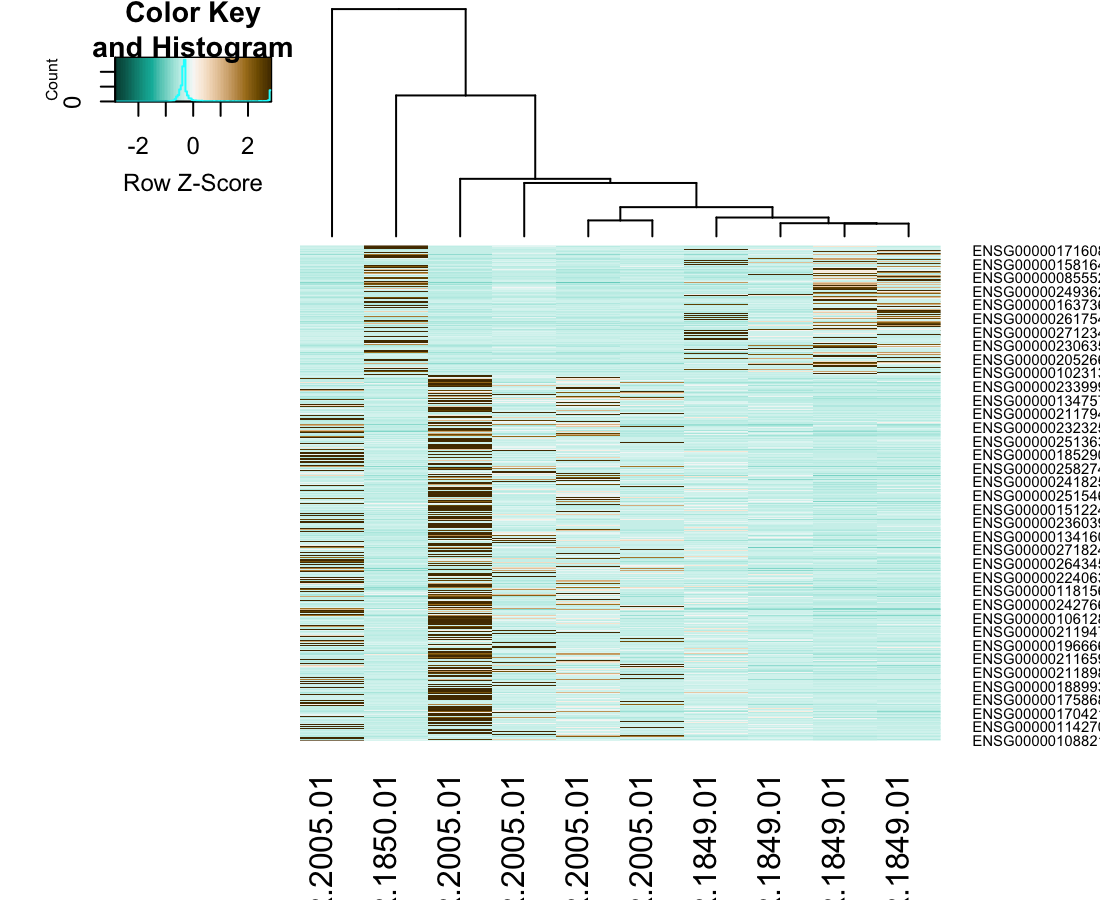 Color Key
and Histogram
Count
0
-2 0 2
Row Z-Score
ENSG0000017160
ENSG0000015816
ENSG0000008555
ENSG0000024936
ENSG0000016373
ENSG0000026175
ENSG0000027123
ENSG0000023063
ENSG0000020526
ENSG0000010231
ENSG0000023399
ENSG0000013475
ENSG0000021179
ENSG0000023232
ENSG0000025136
ENSG0000018529
ENSG0000025827
ENSG0000024182
ENSG0000025154
ENSG0000015122
ENSG0000023603
ENSG0000013416
ENSG0000027182
ENSG0000026434
ENSG0000022406
ENSG0000011815
ENSG0000024276
ENSG0000010612
ENSG0000021194
ENSG0000019666
ENSG0000021165
ENSG0000021189
ENSG0000018899
ENSG0000017586
ENSG0000017042
ENSG0000011427
ENSG0000010882
.2005.01
.1850.01
.2005.01
.2005.01
.2005.01
.2005.01
.1849.01
.1849.01
.1849.01
.1849.01